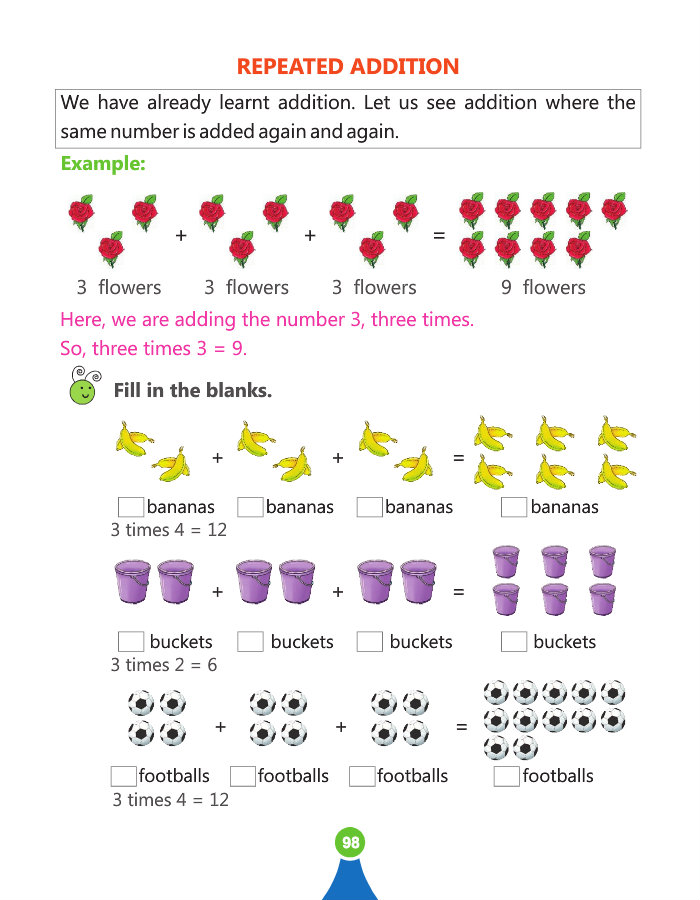 REPEATED ADDITION
We have already learnt addition. Let us see addition where the
same number is added again and again.
Example:
+ + =
3 flowers 3 flowers 3 flowers 9 flowers
Here, we are adding the number 3, three times.
So, three times 3 = 9.
Fill in the blanks.
+ + =
bananas bananas bananas bananas
3 times 4 = 12
+ + =
buckets buckets buckets buckets
3 times 2 = 6
+ + =
footballs footballs footballs footballs
3 times 4 = 12
98